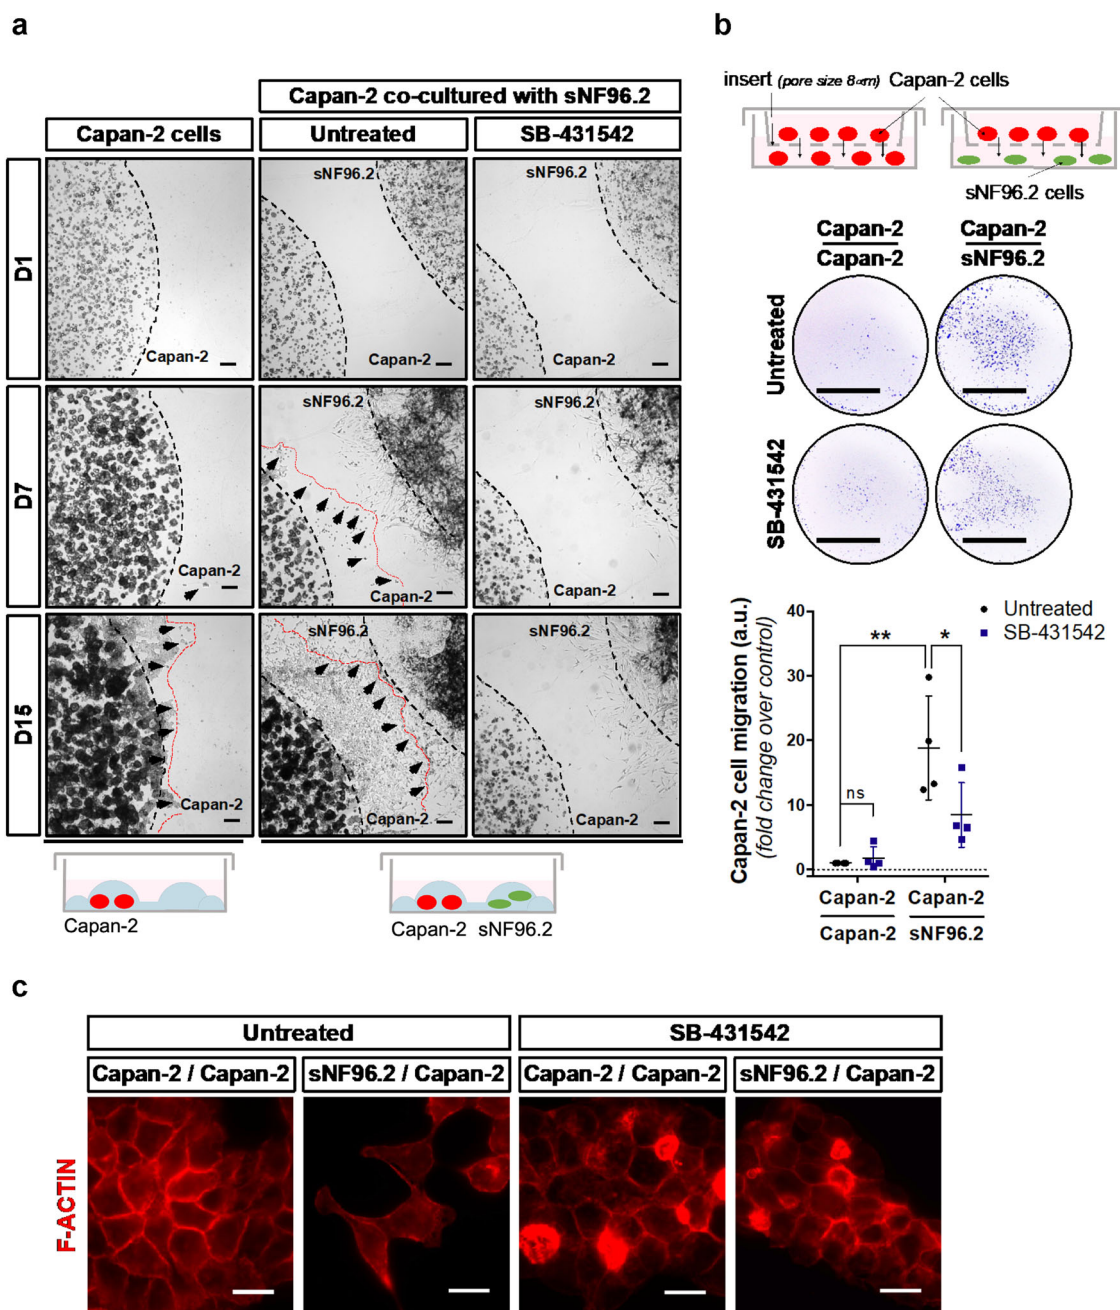 a
Capan-2 co-cultured with sNF96.2
Capan-2 cells
Untreated
SB-431542
D1
sNF96.2
sNF96.2
Capan-2
Capan-2
Capan-2
D7
sNF96.2
sNF96.2
Capan-2
Capan-2
Capan-2
D15
sNF96.2
sNF96.2
Capan-2
Capan-2
Capan-2
Capan-2
Capan-2 sNF96.2
b
insert (pore size 8αm) Capan-2 cells
sNF96.2 cells
Capan-2
Capan-2
Capan-2
sNF96.2
Untreated
SB-431542
Capan-2 cell migration (a.u.)
(fold change over control)
40
30
20
10
0
Untreated
SB-431542
**
*
ns
Capan-2
Capan-2
Capan-2
sNF96.2
c
Untreated
SB-431542
Capan-2 / Capan-2
sNF96.2 / Capan-2
Capan-2 / Capan-2
sNF96.2 / Capan-2
F-ACTIN